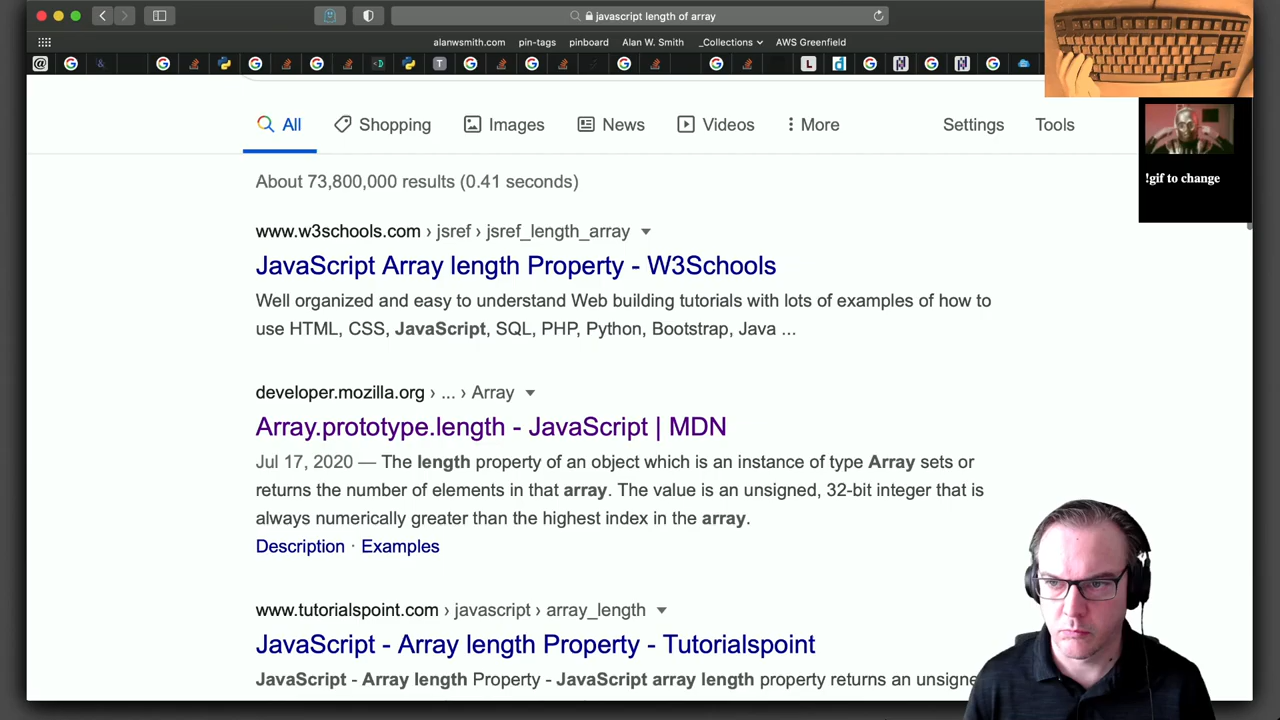 javascript length of array
alanwsmith.com pin-tags pinboard Alan W. Smith _Collections AWS Greenfield
All Shopping Images News Videos More Settings Tools
!gif to change
About 73,800,000 results (0.41 seconds)
www.w3schools.com › jsref › jsref_length_array
JavaScript Array length Property - W3Schools
Well organized and easy to understand Web building tutorials with lots of examples of how to
use HTML, CSS, JavaScript, SQL, PHP, Python, Bootstrap, Java ...
developer.mozilla.org › ... › Array
Array.prototype.length - JavaScript | MDN
Jul 17, 2020 — The length property of an object which is an instance of type Array sets or
returns the number of elements in that array. The value is an unsigned, 32-bit integer that is
always numerically greater than the highest index in the array.
Description · Examples
www.tutorialspoint.com › javascript › array_length
JavaScript - Array length Property - Tutorialspoint
JavaScript - Array length Property - JavaScript array length property returns an unsigne